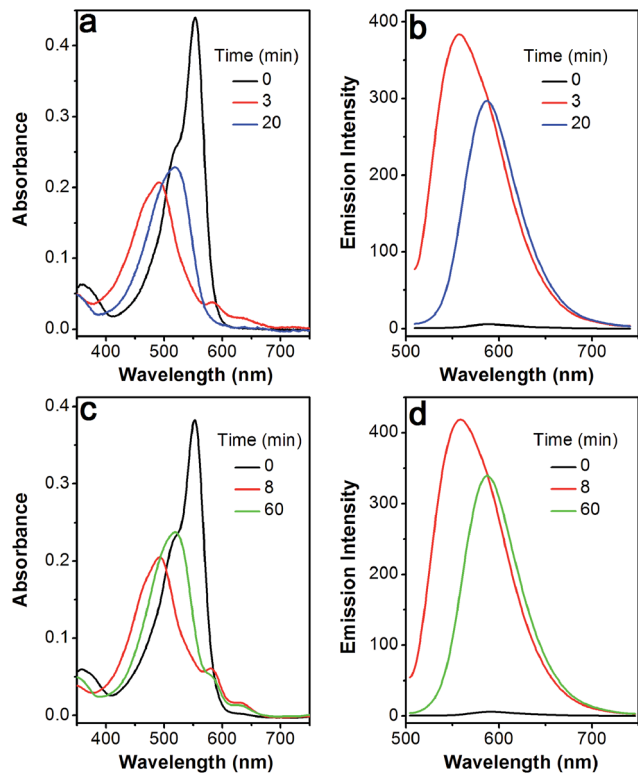 a
Time (min)
0
3
20
0.4
0.3
0.2
0.1
0.0
Absorbance
400
500
600
700
Wavelength (nm)
b
Time (min)
0
3
20
400
300
200
100
0
Emission Intensity
500
600
700
Wavelength (nm)
c
Time (min)
0
8
60
0.4
0.3
0.2
0.1
0.0
Absorbance
400
500
600
700
Wavelength (nm)
d
Time (min)
0
8
60
400
300
200
100
0
Emission Intensity
500
600
700
Wavelength (nm)